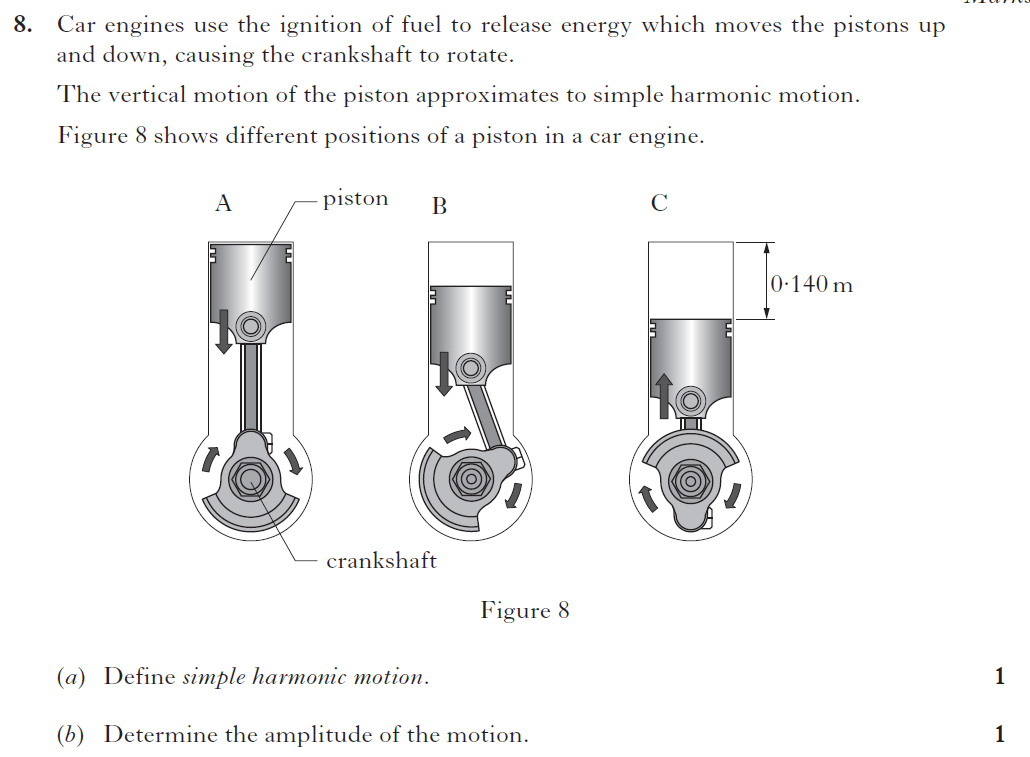 8. Car engines use the ignition of fuel to release energy which moves the pistons up
and down, causing the crankshaft to rotate.
The vertical motion of the piston approximates to simple harmonic motion.
Figure 8 shows different positions of a piston in a car engine.
A piston B C
0·140 m
crankshaft
Figure 8
(a) Define simple harmonic motion. 1
(b) Determine the amplitude of the motion. 1